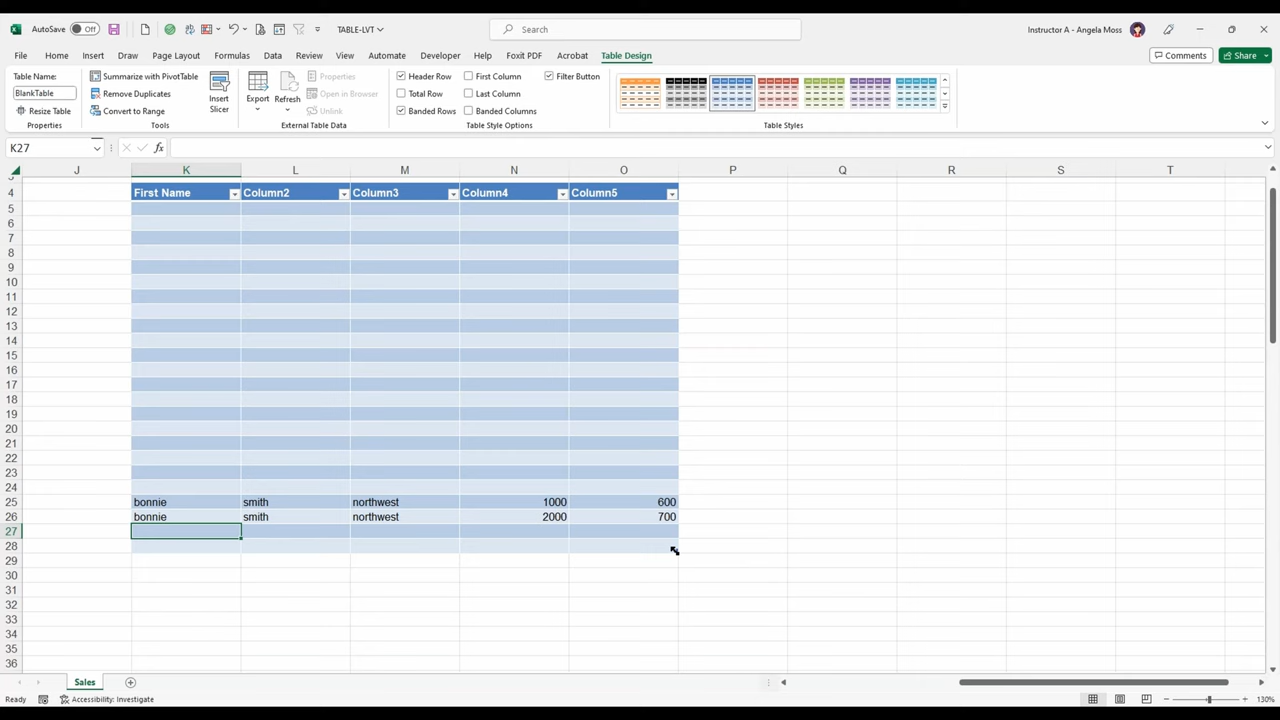 AutoSave Off TABLE-LVT Search Instructor A - Angela Moss
File Home Insert Draw Page Layout Formulas Data Review View Automate Developer Help Foxit PDF Acrobat Table Design Comments Share
Table Name:
BlankTable
Resize Table
Properties
Summarize with PivotTable
Remove Duplicates
Convert to Range
Insert
Slicer
Tools
Export
Refresh
Properties
Open in Browser
Unlink
External Table Data
Header Row First Column Filter Button
Total Row Last Column
Banded Rows Banded Columns
Table Style Options
Table Styles
K27 fx
J K L M N O P Q R S T
4 First Name Column2 Column3 Column4 Column5
5
6
7
8
9
10
11
12
13
14
15
16
17
18
19
20
21
22
23
24
25 bonnie smith northwest 1000 600
26 bonnie smith northwest 2000 700
27
28
29
30
31
32
33
34
35
36
Sales
Ready Accessibility: Investigate 130%